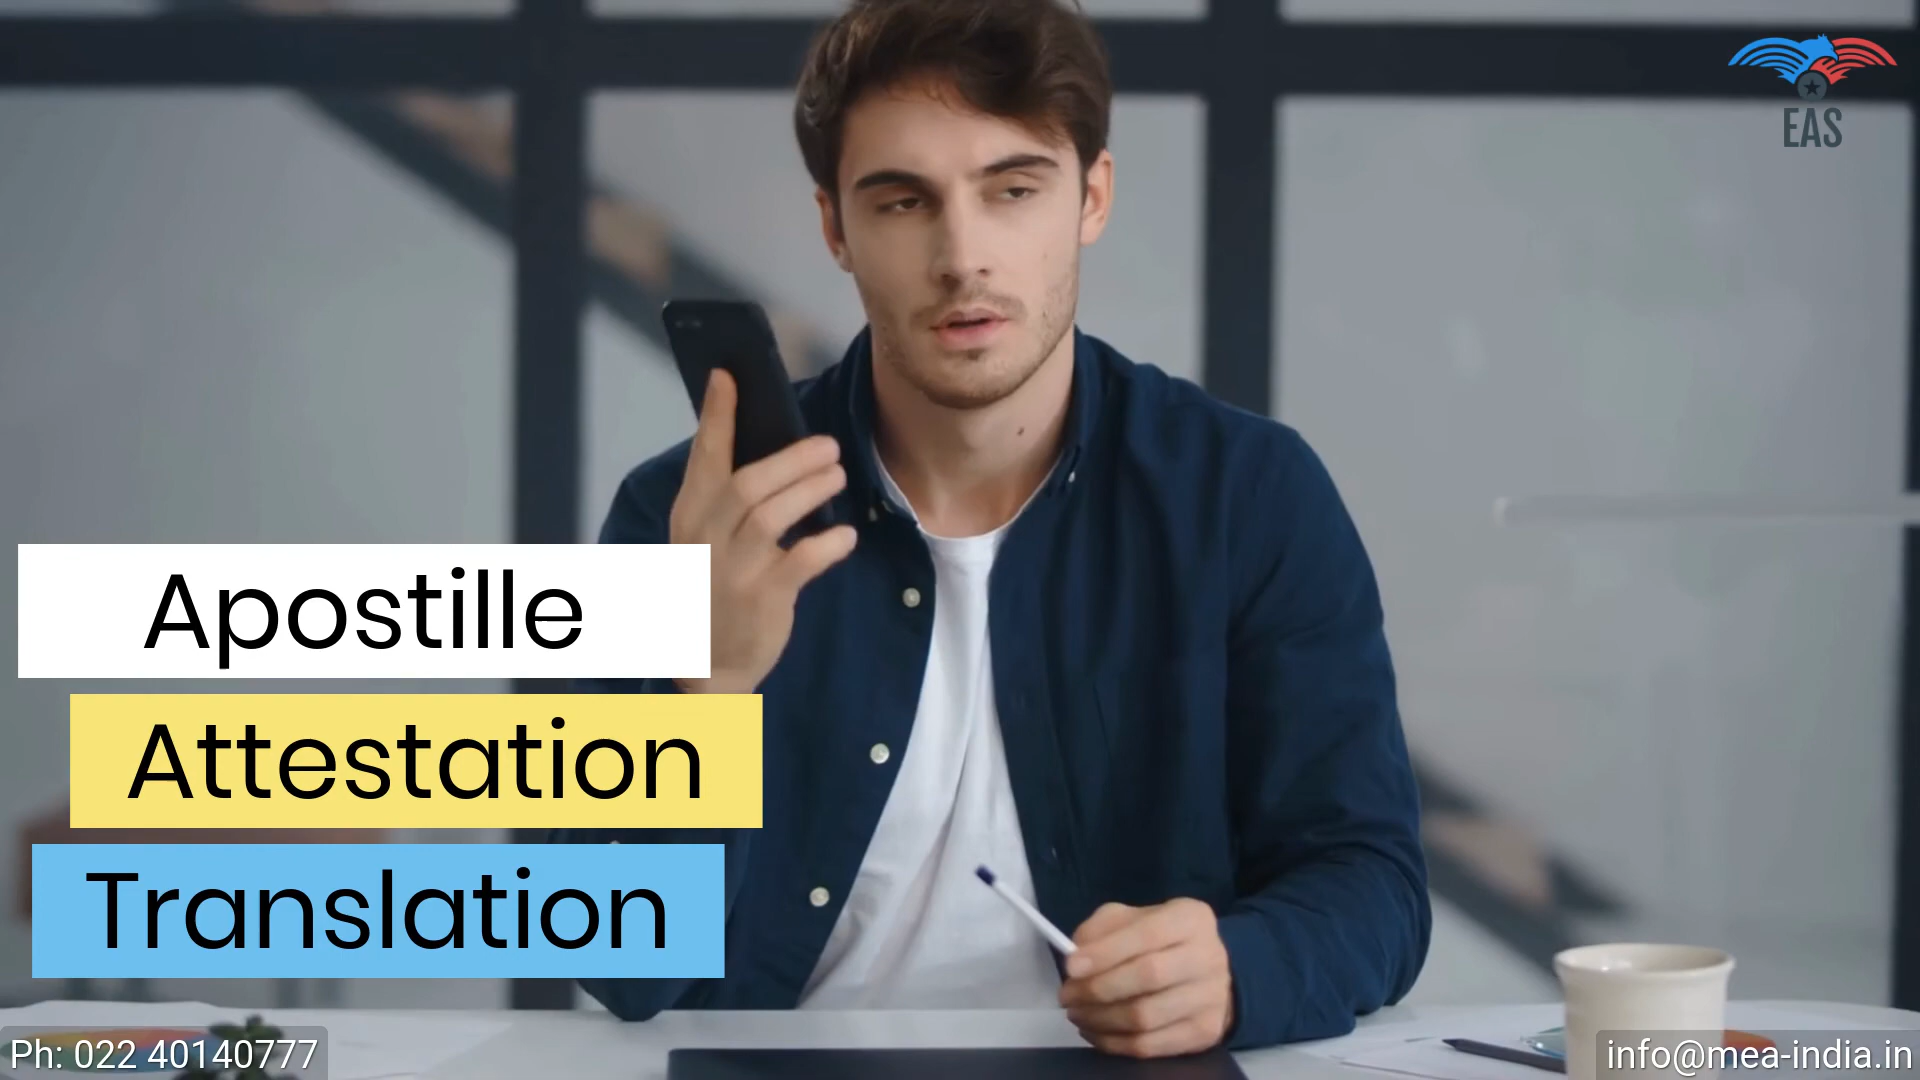 EAS
Apostille
Attestation
Translation
Ph: 022 40140777
info@mea-india.in